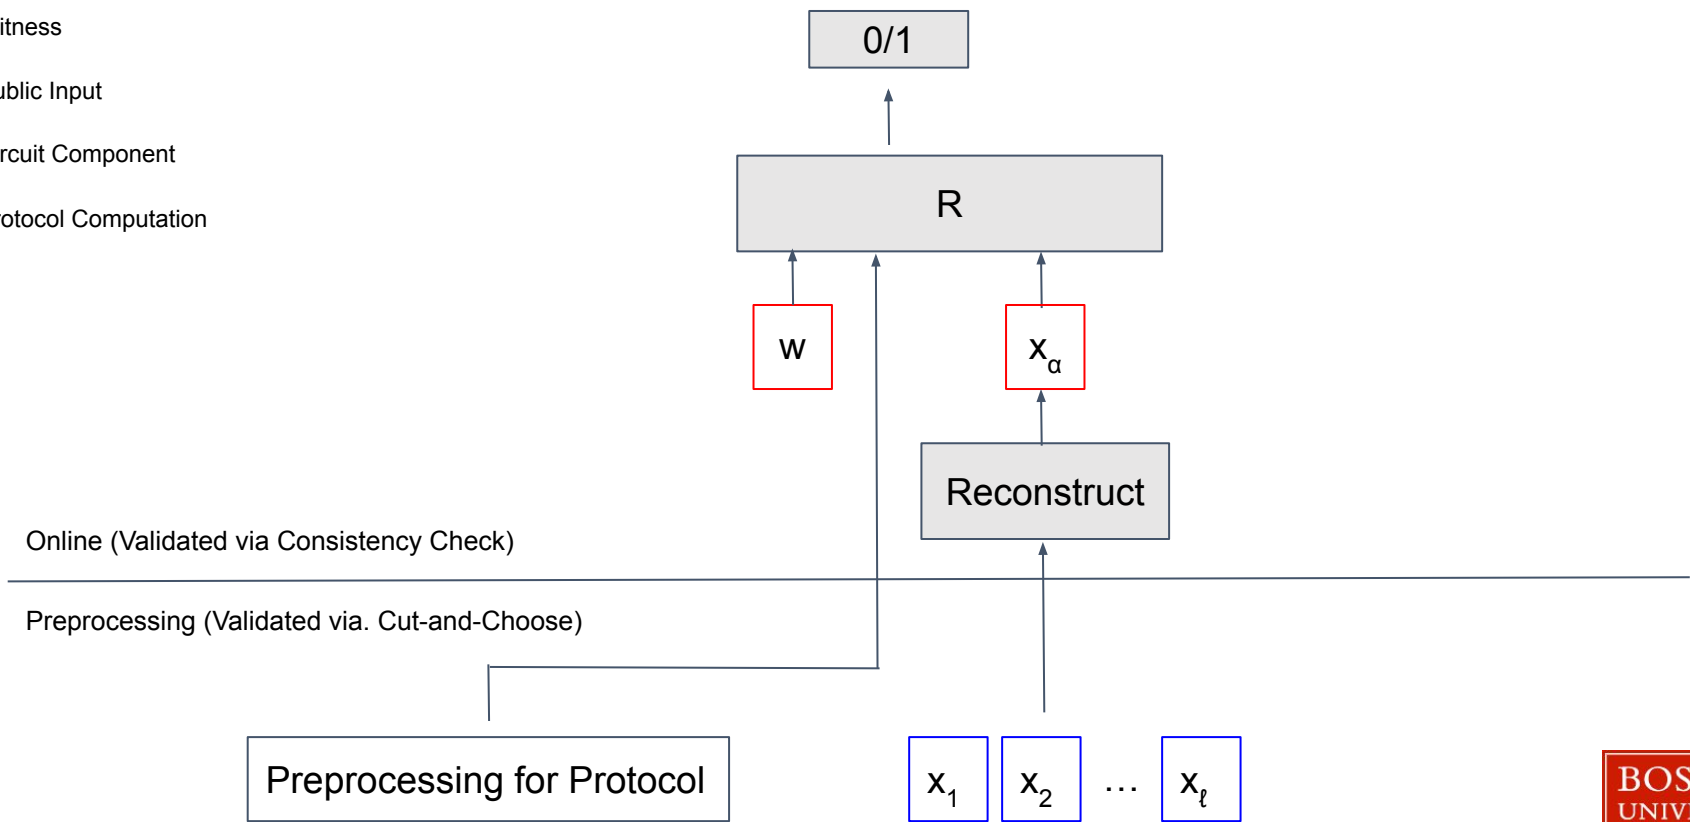 itness
ublic Input
rcuit Component
otocol Computation
0/1
R
w
xα
Reconstruct
Online (Validated via Consistency Check)
Preprocessing (Validated via. Cut-and-Choose)
Preprocessing for Protocol
x1 x2 … xℓ
BOS
UNIV